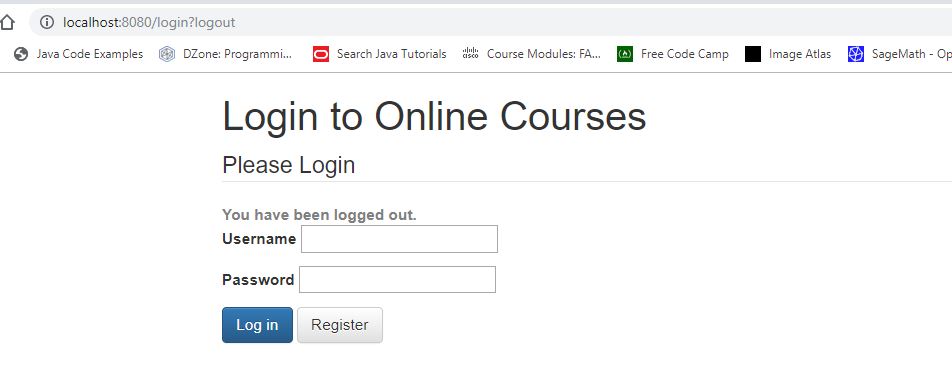 localhost:8080/login?logout
Java Code Examples DZone: Programmi... Search Java Tutorials cisco Course Modules: FA... Free Code Camp Image Atlas SageMath - Op
Login to Online Courses
Please Login
You have been logged out.
Username
Password
Log in Register